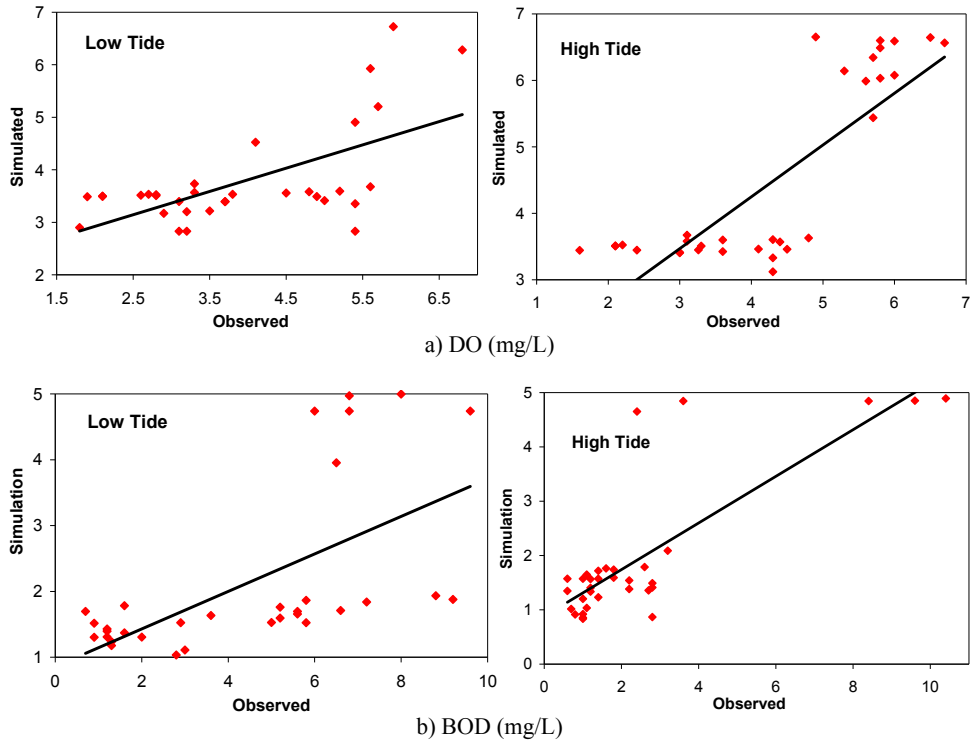 7
6
5
4
3
2
Simulated
Low Tide
1.5 2.5 3.5 4.5 5.5 6.5
Observed
7
6
5
4
3
Simulated
High Tide
1 2 3 4 5 6 7
Observed
a) DO (mg/L)
5
4
3
2
1
Simulation
Low Tide
0 2 4 6 8 10
Observed
5
4
3
2
1
0
Simulation
High Tide
0 2 4 6 8 10
Observed
b) BOD (mg/L)